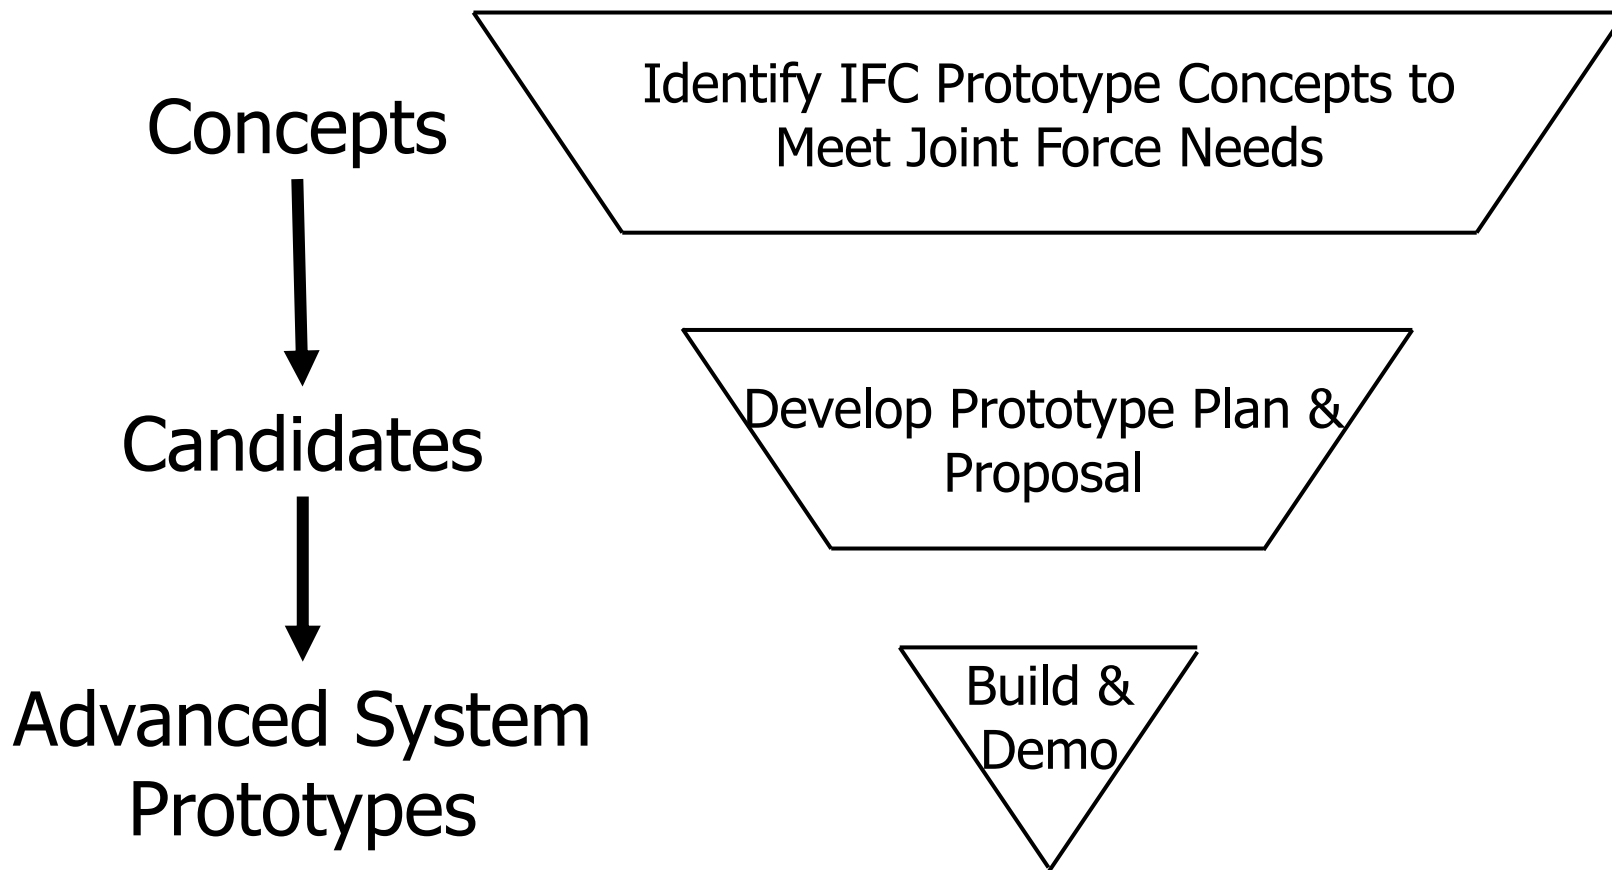 Concepts
Identify IFC Prototype Concepts to
Meet Joint Force Needs
Candidates
Develop Prototype Plan &
Proposal
Advanced System
Prototypes
Build &
Demo